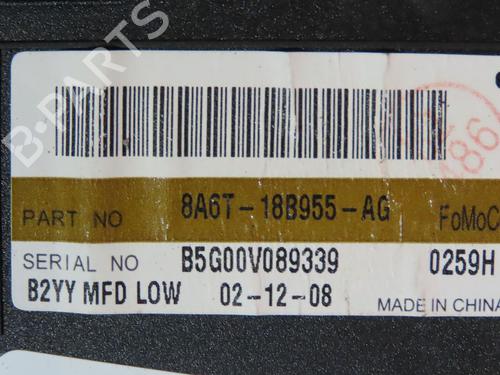 B-PARTS
486
PART NO 8A6T-18B955-AG FoMoC
SERIAL NO B5G00V089339 0259H
B2YY MFD LOW 02-12-08 MADE IN CHINA